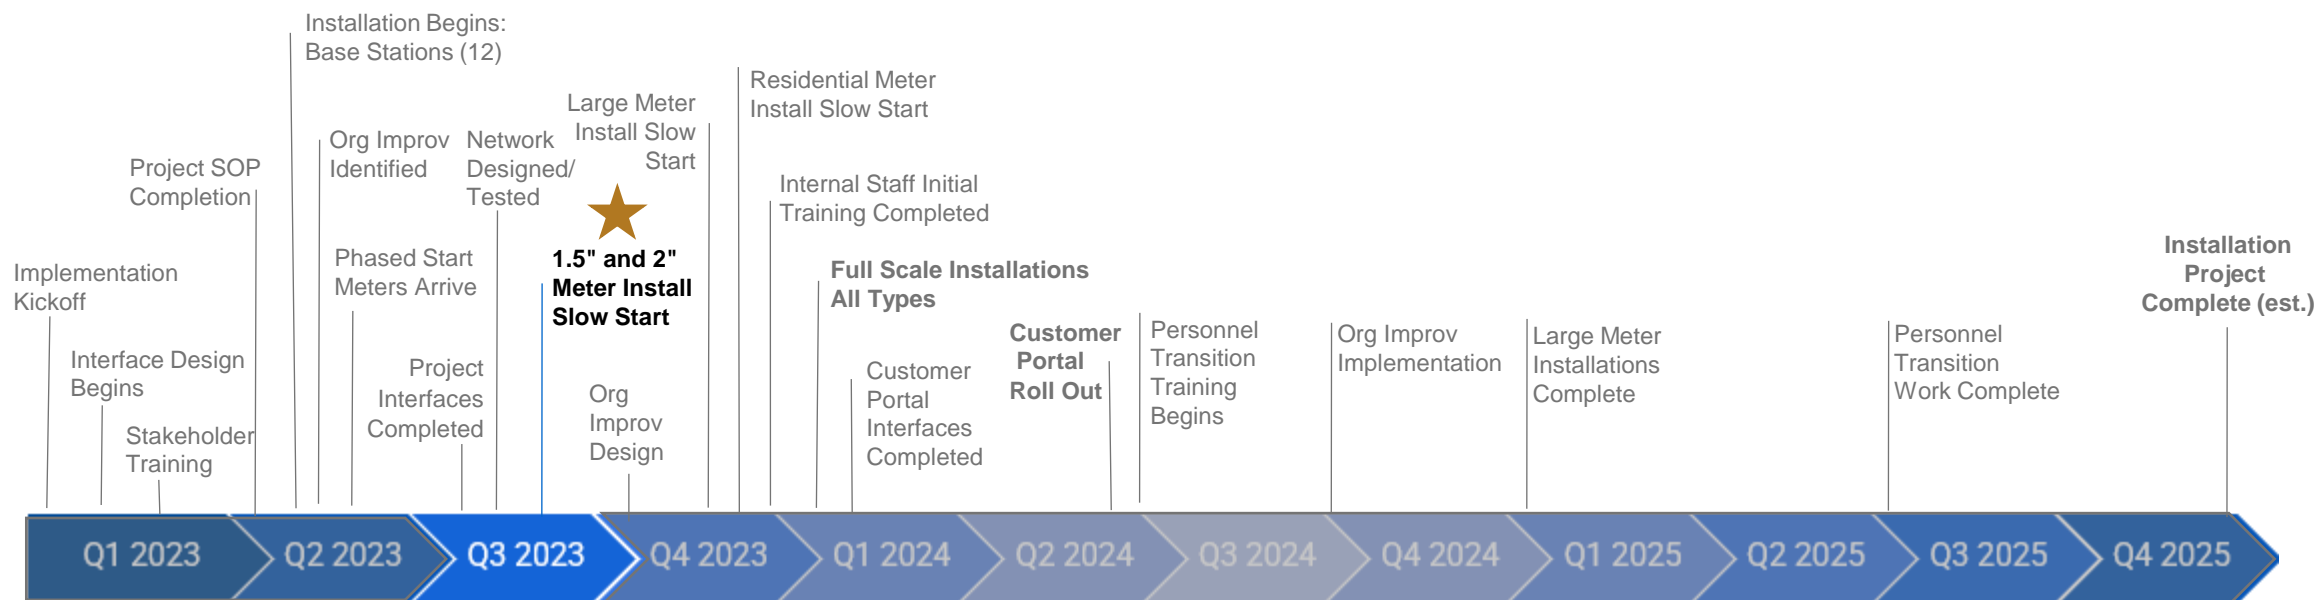 Installation Begins:
Base Stations (12)
Residential Meter
Install Slow Start
Large Meter
Install Slow
Start
Org Improv
Identified
Network
Designed/
Tested
Project SOP
Completion
Internal Staff Initial
Training Completed
Implementation
Kickoff
Phased Start
Meters Arrive
1.5" and 2"
Meter Install
Slow Start
Full Scale Installations
All Types
Installation
Project
Complete (est.)
Interface Design
Begins
Project
Interfaces
Completed
Org
Improv
Design
Customer
Portal
Interfaces
Completed
Customer
Portal
Roll Out
Personnel
Transition
Training
Begins
Org Improv
Implementation
Large Meter
Installations
Complete
Personnel
Transition
Work Complete
Stakeholder
Training
Q1 2023
Q2 2023
Q3 2023
Q4 2023
Q1 2024
Q2 2024
Q3 2024
Q4 2024
Q1 2025
Q2 2025
Q3 2025
Q4 2025